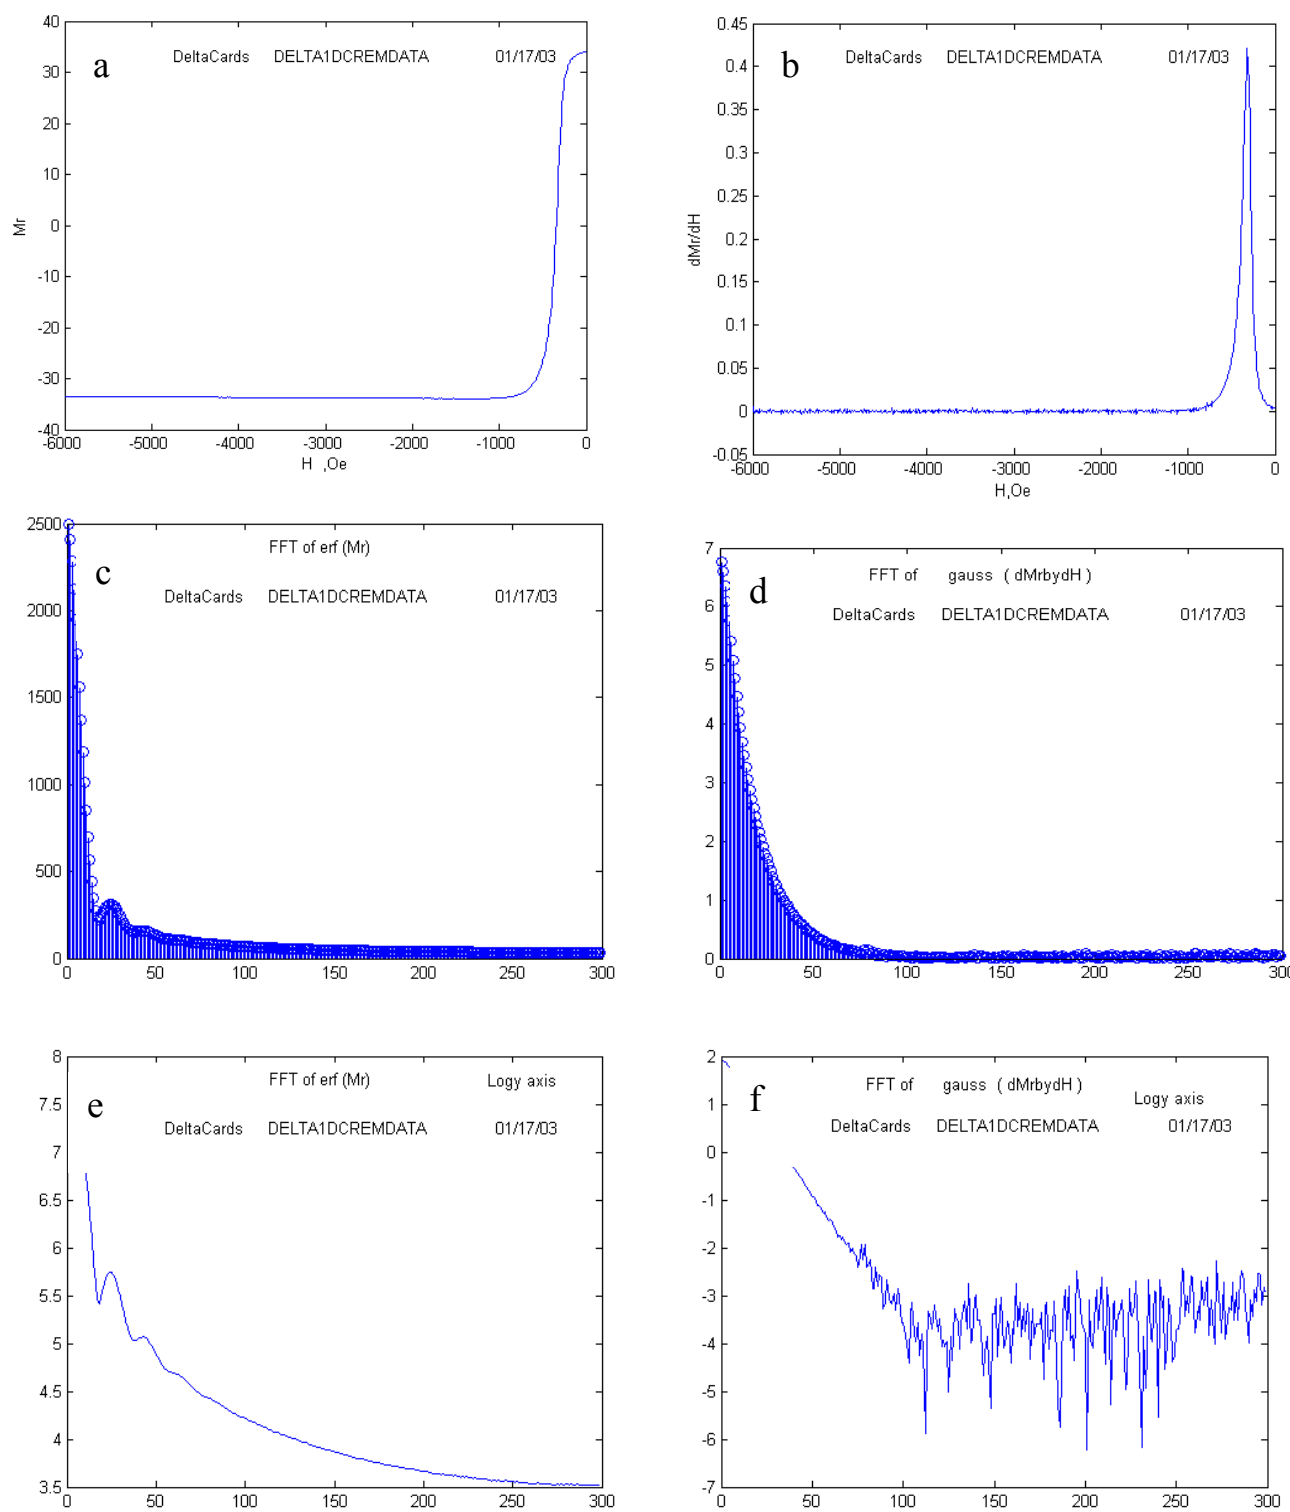 a
DeltaCards DELTA1DCREMDATA 01/17/03
40
30
20
10
0
-10
-20
-30
-40
Mr
-6000 -5000 -4000 -3000 -2000 -1000 0
H ,Oe
b
DeltaCards DELTA1DCREMDATA 01/17/03
0.45
0.4
0.35
0.3
0.25
0.2
0.15
0.1
0.05
0
-0.05
dMr/dH
-6000 -5000 -4000 -3000 -2000 -1000 0
H,Oe
c
FFT of erf (Mr)
DeltaCards DELTA1DCREMDATA 01/17/03
2500
2000
1500
1000
500
0
0 50 100 150 200 250 300
d
FFT of gauss ( dMrbydH )
DeltaCards DELTA1DCREMDATA 01/17/03
7
6
5
4
3
2
1
0
0 50 100 150 200 250 300
e
FFT of erf (Mr) Logy axis
DeltaCards DELTA1DCREMDATA 01/17/03
8
7.5
7
6.5
6
5.5
5
4.5
4
3.5
0 50 100 150 200 250 300
f
FFT of gauss ( dMrbydH )
Logy axis
DeltaCards DELTA1DCREMDATA 01/17/03
2
1
0
-1
-2
-3
-4
-5
-6
-7
0 50 100 150 200 250 300